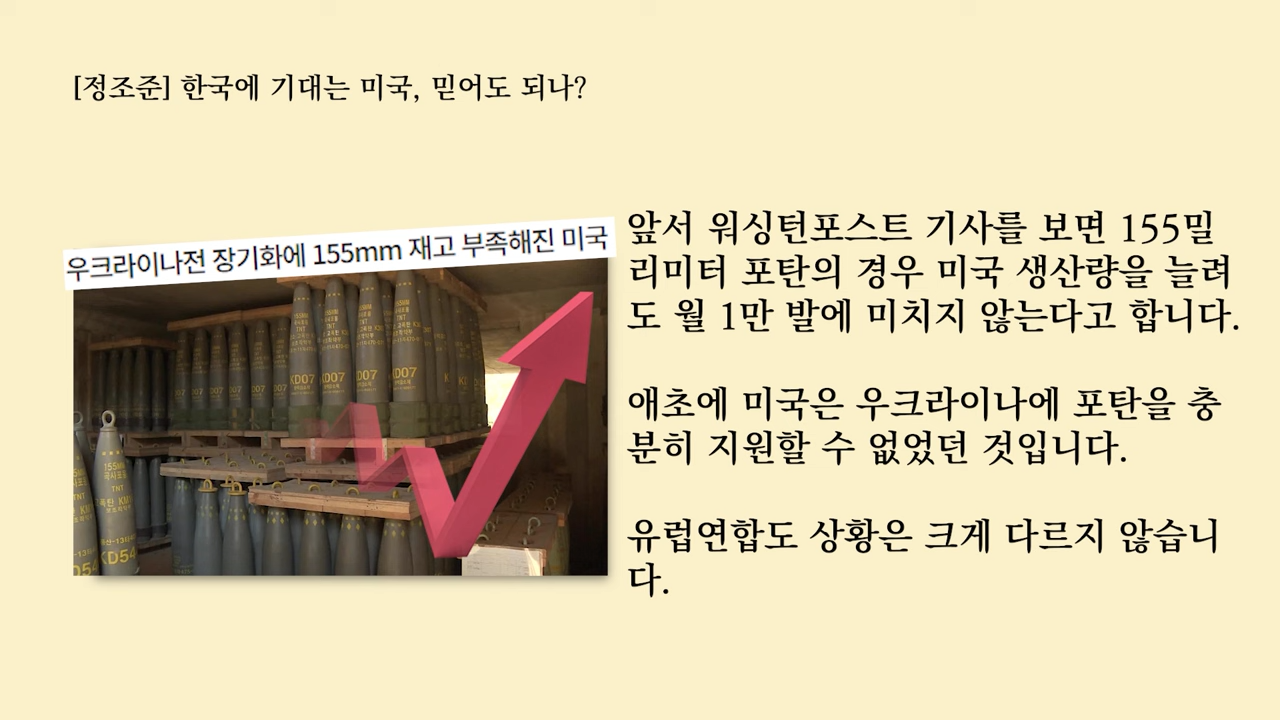 [정조준] 한국에 기대는 미국, 믿어도 되나?
우크라이나전 장기화에 155mm 재고 부족해진 미국
앞서 워싱턴포스트 기사를 보면 155밀
리미터 포탄의 경우 미국 생산량을 늘려
도 월 1만 발에 미치지 않는다고 합니다.
애초에 미국은 우크라이나에 포탄을 충
분히 지원할 수 없었던 것입니다.
유럽연합도 상황은 크게 다르지 않습니
다.
KD07
155MM
TNT
KD54